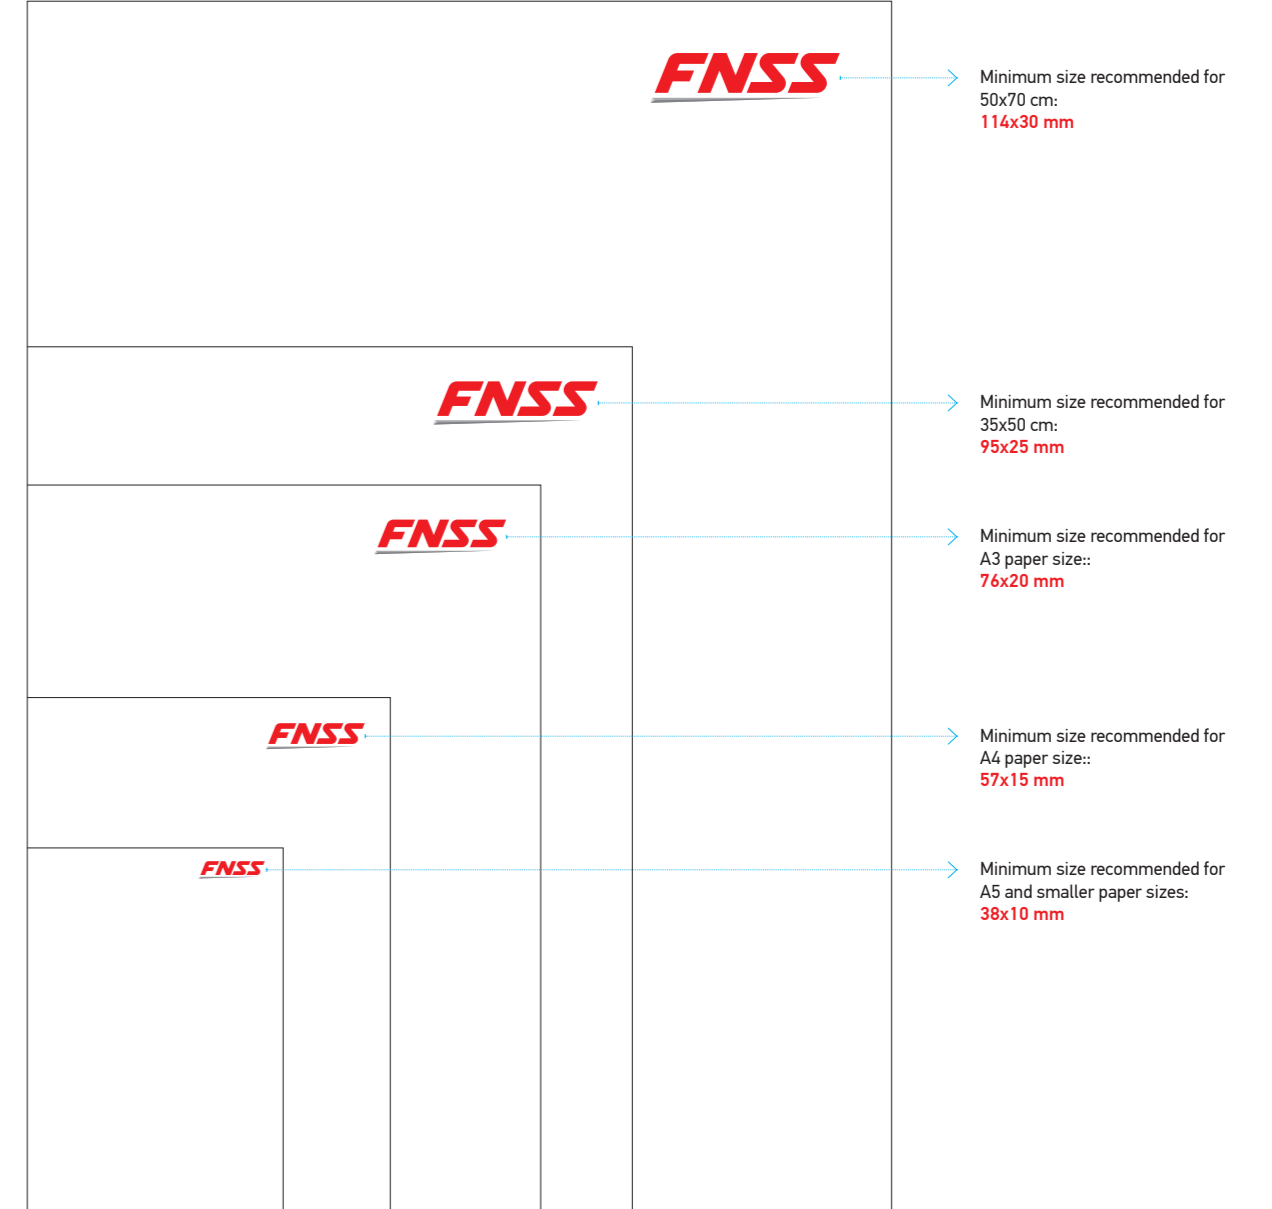 FNSS
Minimum size recommended for
50x70 cm:
114x30 mm
FNSS
Minimum size recommended for
35x50 cm:
95x25 mm
FNSS
Minimum size recommended for
A3 paper size::
76x20 mm
FNSS
Minimum size recommended for
A4 paper size::
57x15 mm
FNSS
Minimum size recommended for
A5 and smaller paper sizes:
38x10 mm